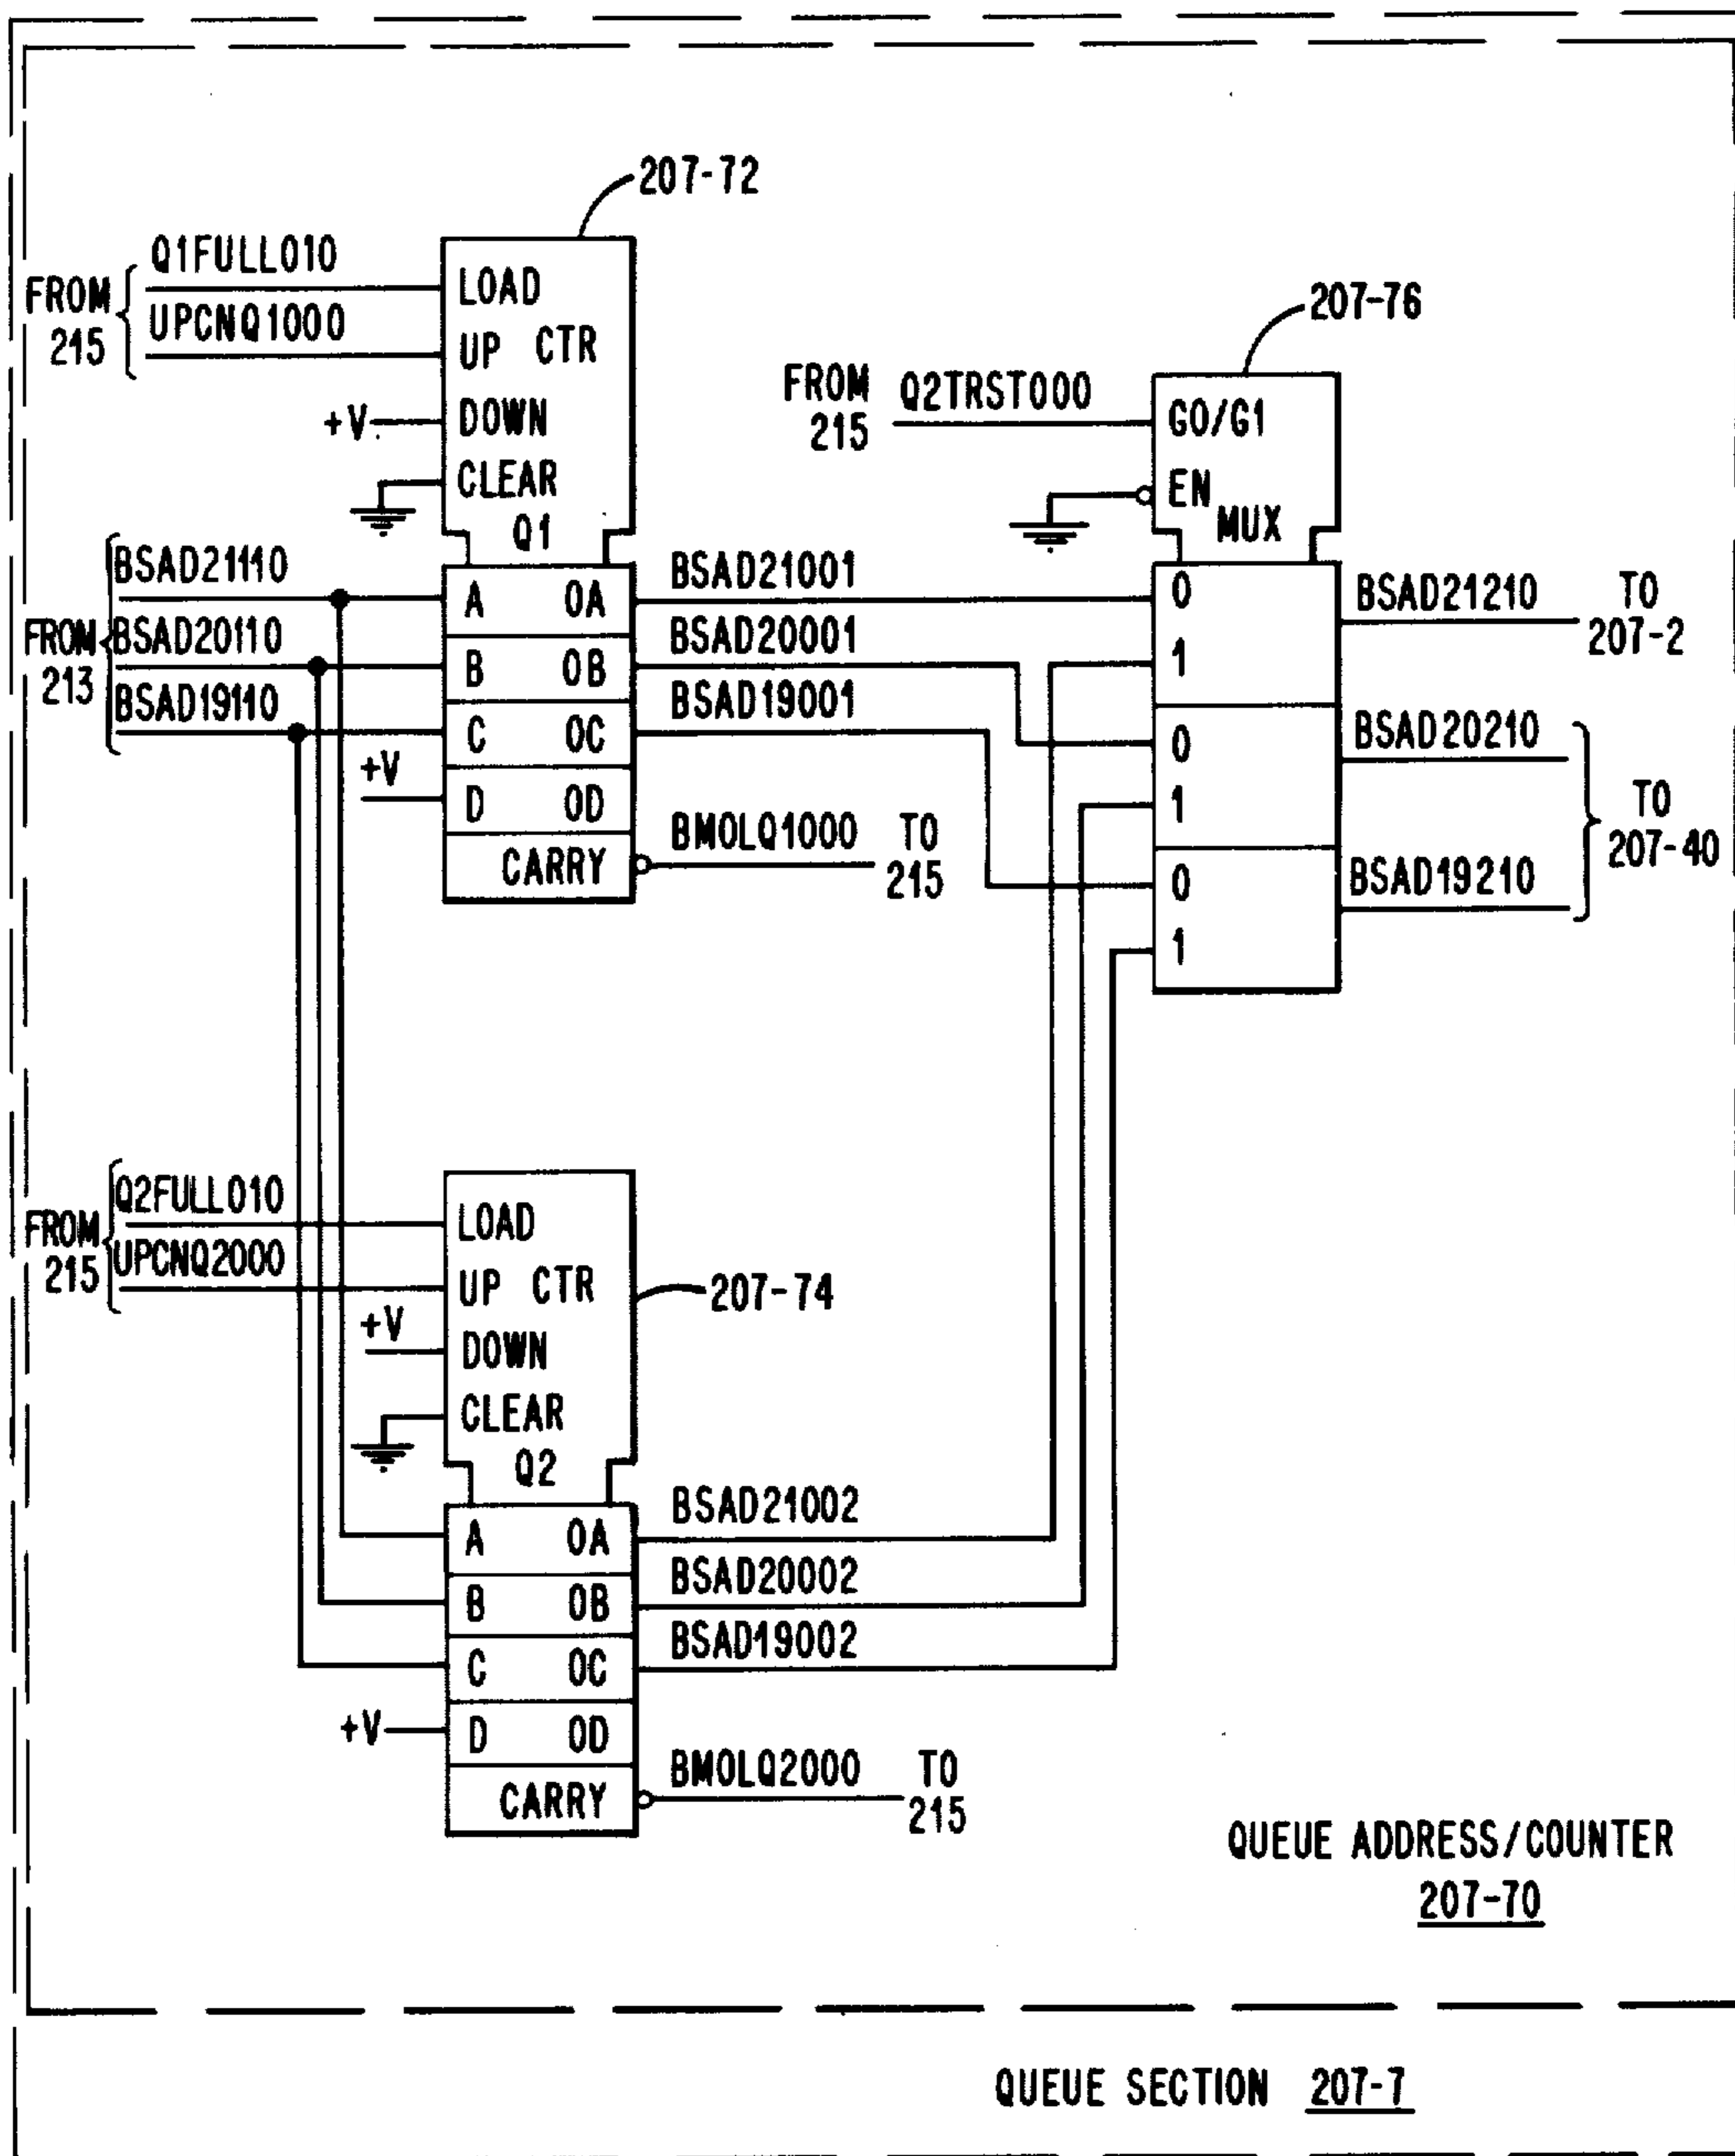 207-72
Q1FULL010
FROM 215
UPCNQ1000
LOAD
UP CTR
+V
DOWN
CLEAR
Q1
207-76
FROM 215
Q2TRST000
G0/G1
EN
MUX
FROM 213
BSAD21110
BSAD20110
BSAD19110
+V
A 0A
B 0B
C 0C
D 0D
CARRY
BSAD21001
BSAD20001
BSAD19001
BMOLQ1000 TO 215
0
1
0
1
0
1
BSAD21210 TO 207-2
BSAD20210
BSAD19210
TO 207-40
Q2FULL010
FROM 215
UPCNQ2000
LOAD
UP CTR
207-74
+V
DOWN
CLEAR
Q2
A 0A
B 0B
C 0C
+V
D 0D
CARRY
BSAD21002
BSAD20002
BSAD19002
BMOLQ2000 TO 215
QUEUE ADDRESS/COUNTER
207-70
QUEUE SECTION 207-7